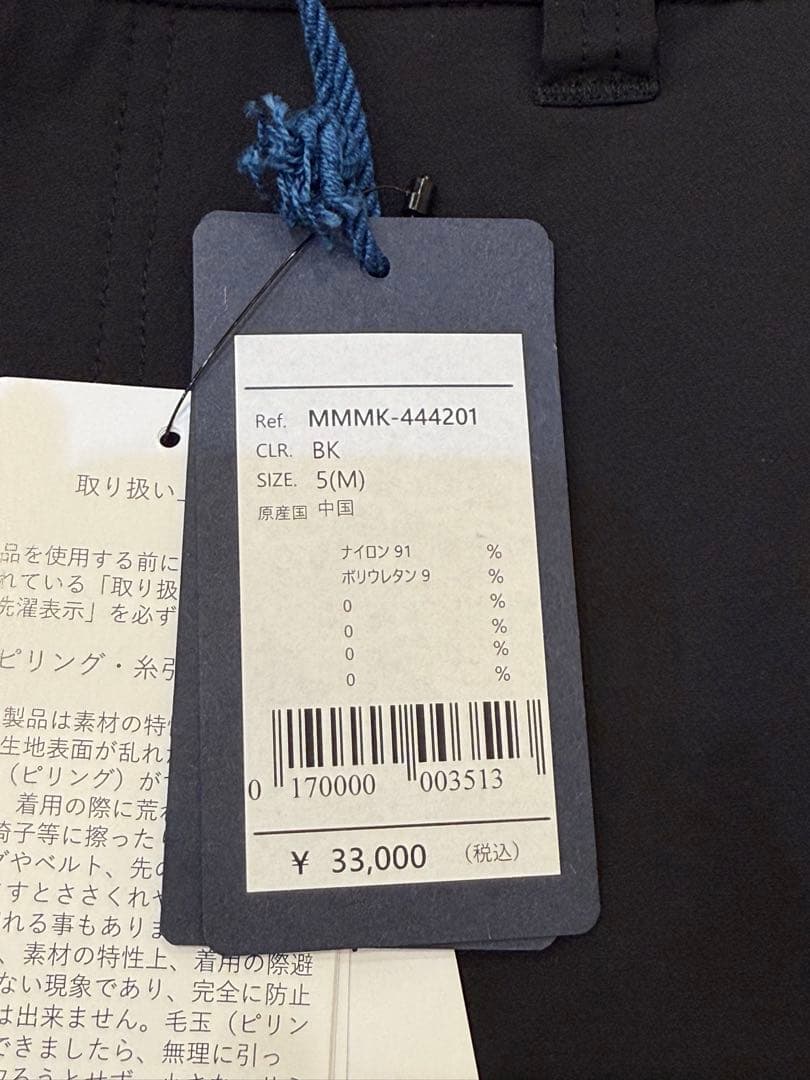 Ref. MMMK-444201
CLR. BK
SIZE. 5(M)
原産国 中国
ナイロン 91 %
ポリウレタン 9 %
0 %
0 %
0 %
0 %
0 170000 003513
¥ 33,000 (税込)
取り扱い
品を使用する前に
れている「取り扱
洗濯表示」を必ず
ピリング・糸引
製品は素材の特性
生地表面が乱れ
(ピリング)が
着用の際に荒
椅子等に擦った
グやベルト、先の
すとささくれや
れる事もありま
、素材の特性上、着用の際避
ない現象であり、完全に防止
は出来ません。毛玉(ピリン
できましたら、無理に引っ